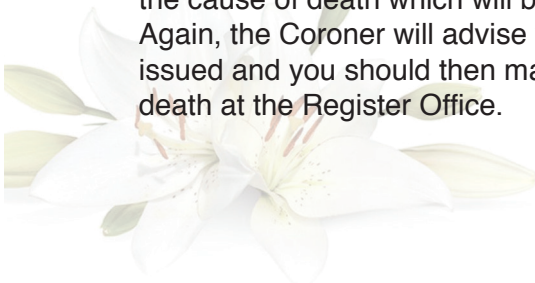 the cause of death which will b
Again, the Coroner will advise
issued and you should then ma
death at the Register Office.